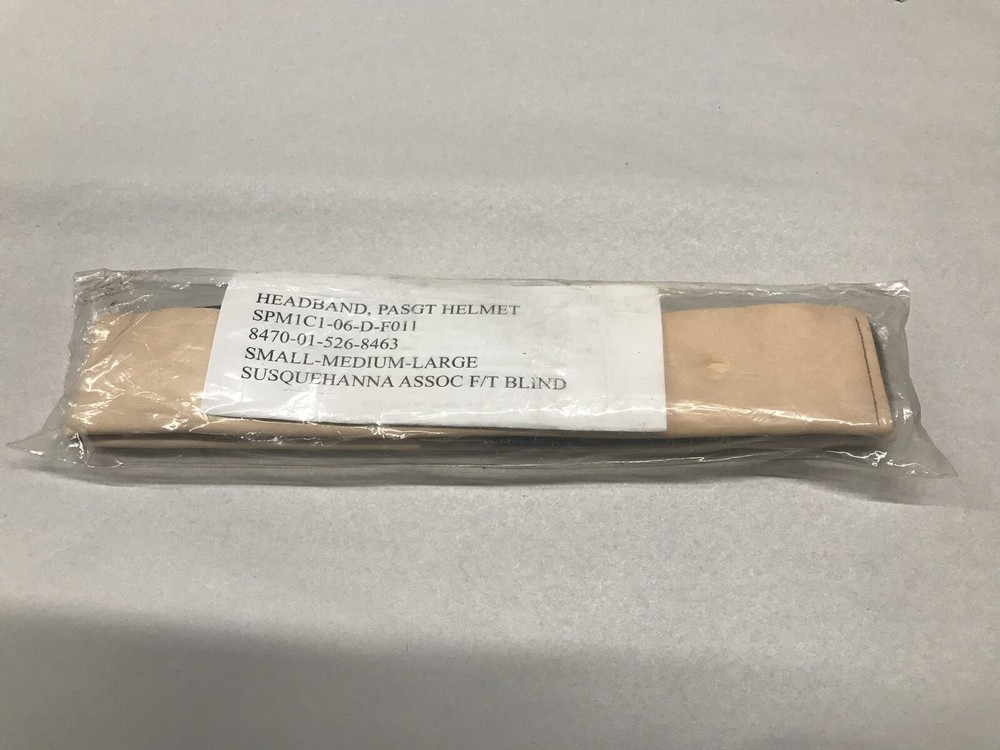 HEADBAND, PASGT HELMET
SPM1C1-06-D-F011
8470-01-526-8463
SMALL-MEDIUM-LARGE
SUSQUEHANNA ASSOC F/T BLIND